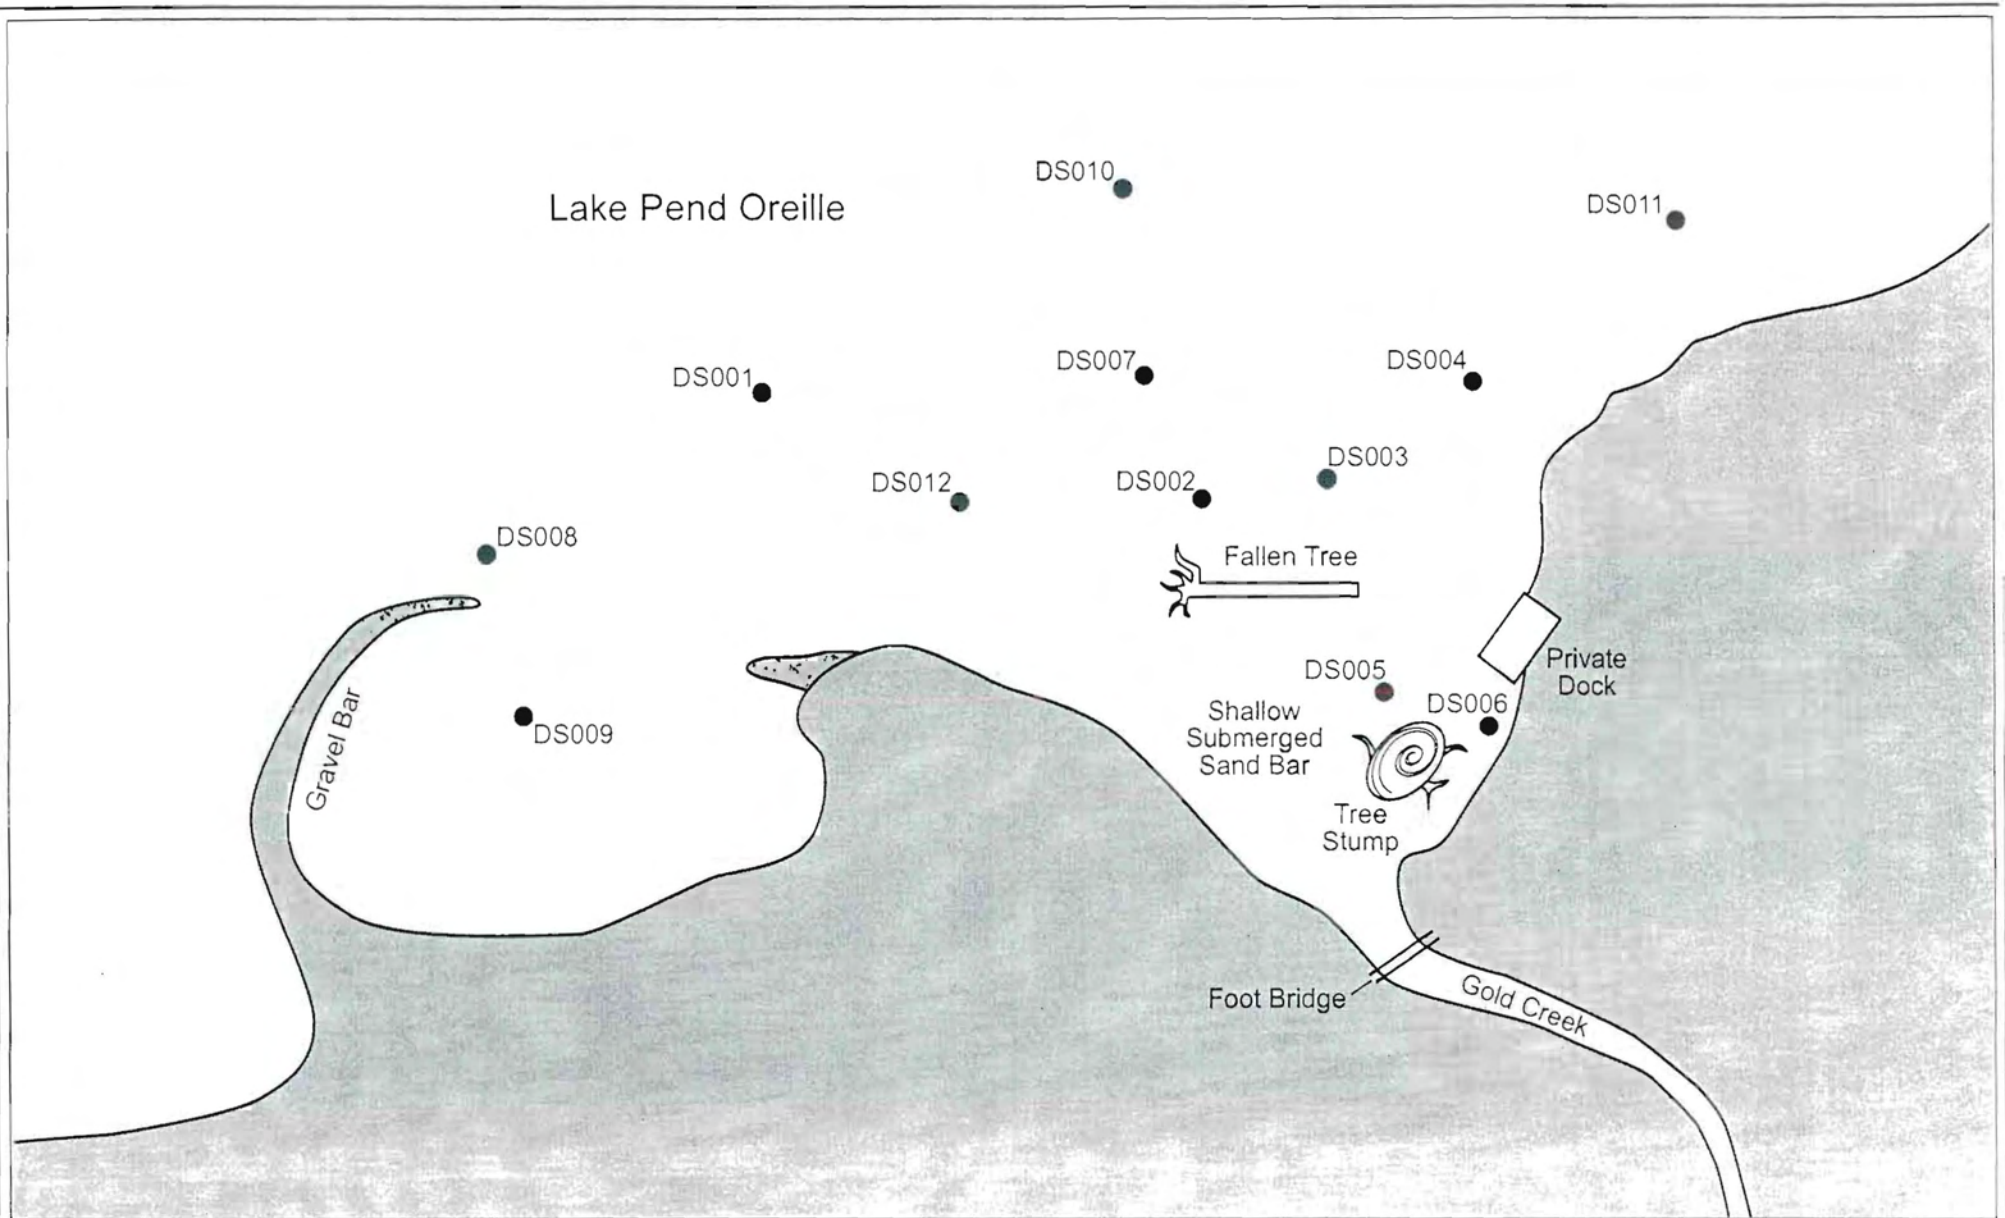 DS010
Lake Pend Oreille
DS011
DS007
DS004
DS001
DS003
DS012
DS002
DS008
Fallen Tree
Private
Dock
DS005
DS006
Shallow
Submerged
Sand Bar
DS009
Gravel Bar
Tree
Stump
Foot Bridge
Gold Creek